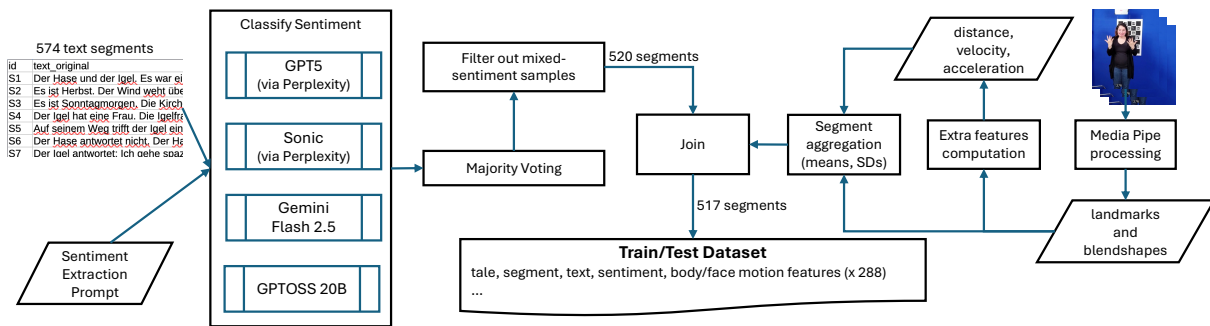 574 text segments
id text_original
S1 Der Hase und der Igel. Es war ei
S2 Es ist Herbst. Der Wind weht übe
S3 Es ist Sonntagmorgen. Die Kirch
S4 Der Igel hat eine Frau. Die Igelfra
S5 Auf seinem Weg trifft der Igel ein
S6 Der Hase antwortet nicht. Der Ha
S7 Der Igel antwortet: Ich gehe spaz
Sentiment
Extraction
Prompt
Classify Sentiment
GPT5
(via Perplexity)
Sonic
(via Perplexity)
Gemini
Flash 2.5
GPTOSS 20B
Filter out mixed-
sentiment samples
Majority Voting
520 segments
Join
517 segments
Segment
aggregation
(means, SDs)
distance,
velocity,
acceleration
Extra features
computation
Media Pipe
processing
landmarks
and
blendshapes
Train/Test Dataset
tale, segment, text, sentiment, body/face motion features (x 288)
...